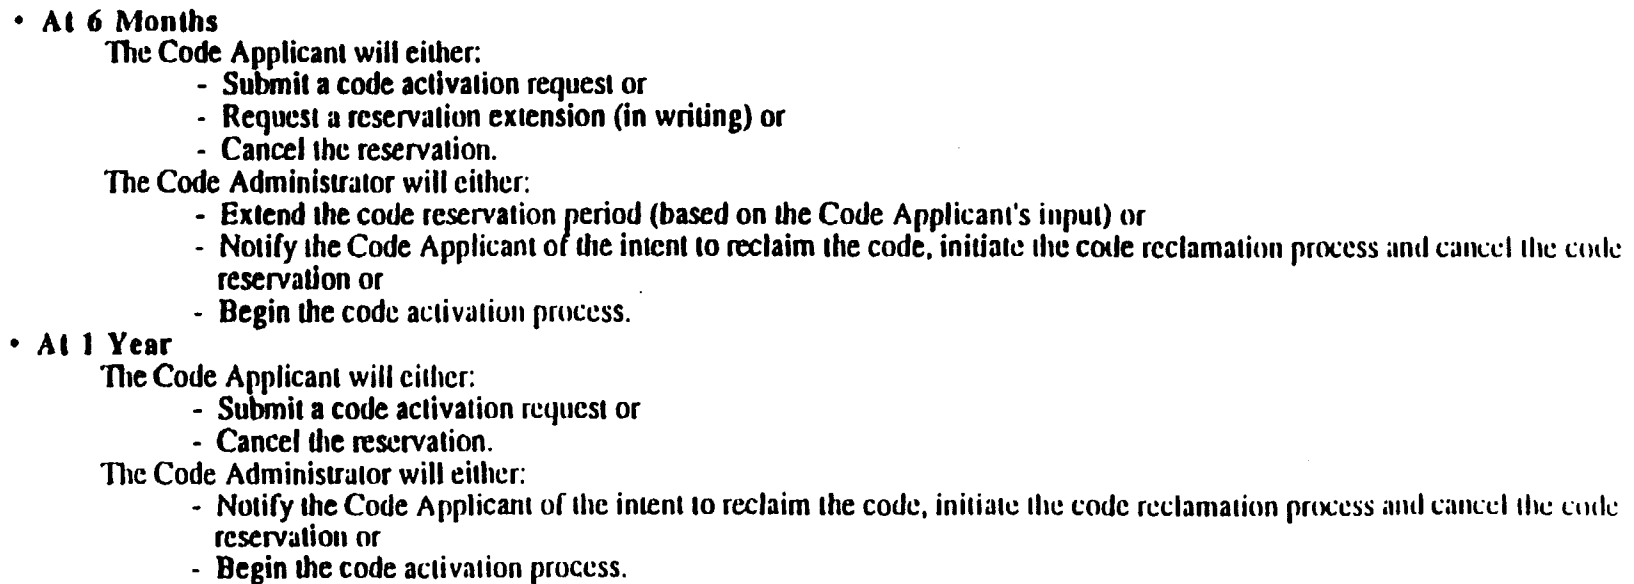 • At 6 Months
The Code Applicant will either:
- Submit a code activation request or
- Request a reservation extension (in writing) or
- Cancel the reservation.
The Code Administrator will either:
- Extend the code reservation period (based on the Code Applicant's input) or
- Notify the Code Applicant of the intent to reclaim the code, initiate the code reclamation process and cancel the code
reservation or
- Begin the code activation process.
• At 1 Year
The Code Applicant will either:
- Submit a code activation request or
- Cancel the reservation.
The Code Administrator will either:
- Notify the Code Applicant of the intent to reclaim the code, initiate the code reclamation process and cancel the code
reservation or
- Begin the code activation process.